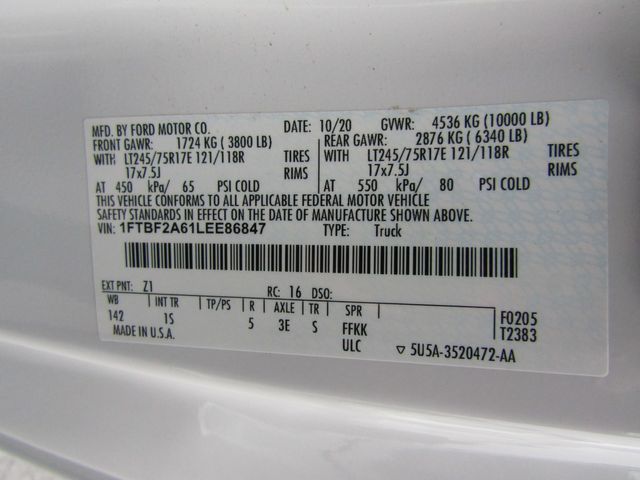 MFD. BY FORD MOTOR CO. DATE: 10/20 GVWR: 4536 KG (10000 LB)
FRONT GAWR: 1724 KG ( 3800 LB) REAR GAWR: 2876 KG ( 6340 LB)
WITH LT245/75R17E 121/118R TIRES WITH LT245/75R17E 121/118R TIRES
17x7.5J RIMS 17x7.5J RIMS
AT 450 kPa/ 65 PSI COLD AT 550 kPa/ 80 PSI COLD
THIS VEHICLE CONFORMS TO ALL APPLICABLE FEDERAL MOTOR VEHICLE
SAFETY STANDARDS IN EFFECT ON THE DATE OF MANUFACTURE SHOWN ABOVE.
VIN: 1FTBF2A61LEE86847 TYPE: Truck
EXT PNT: Z1 RC: 16 DSO:
WB INT TR TP/PS R AXLE TR SPR F0205
142 1S 5 3E S FFKK T2383
MADE IN U.S.A. ULC ▽ 5U5A-3520472-AA